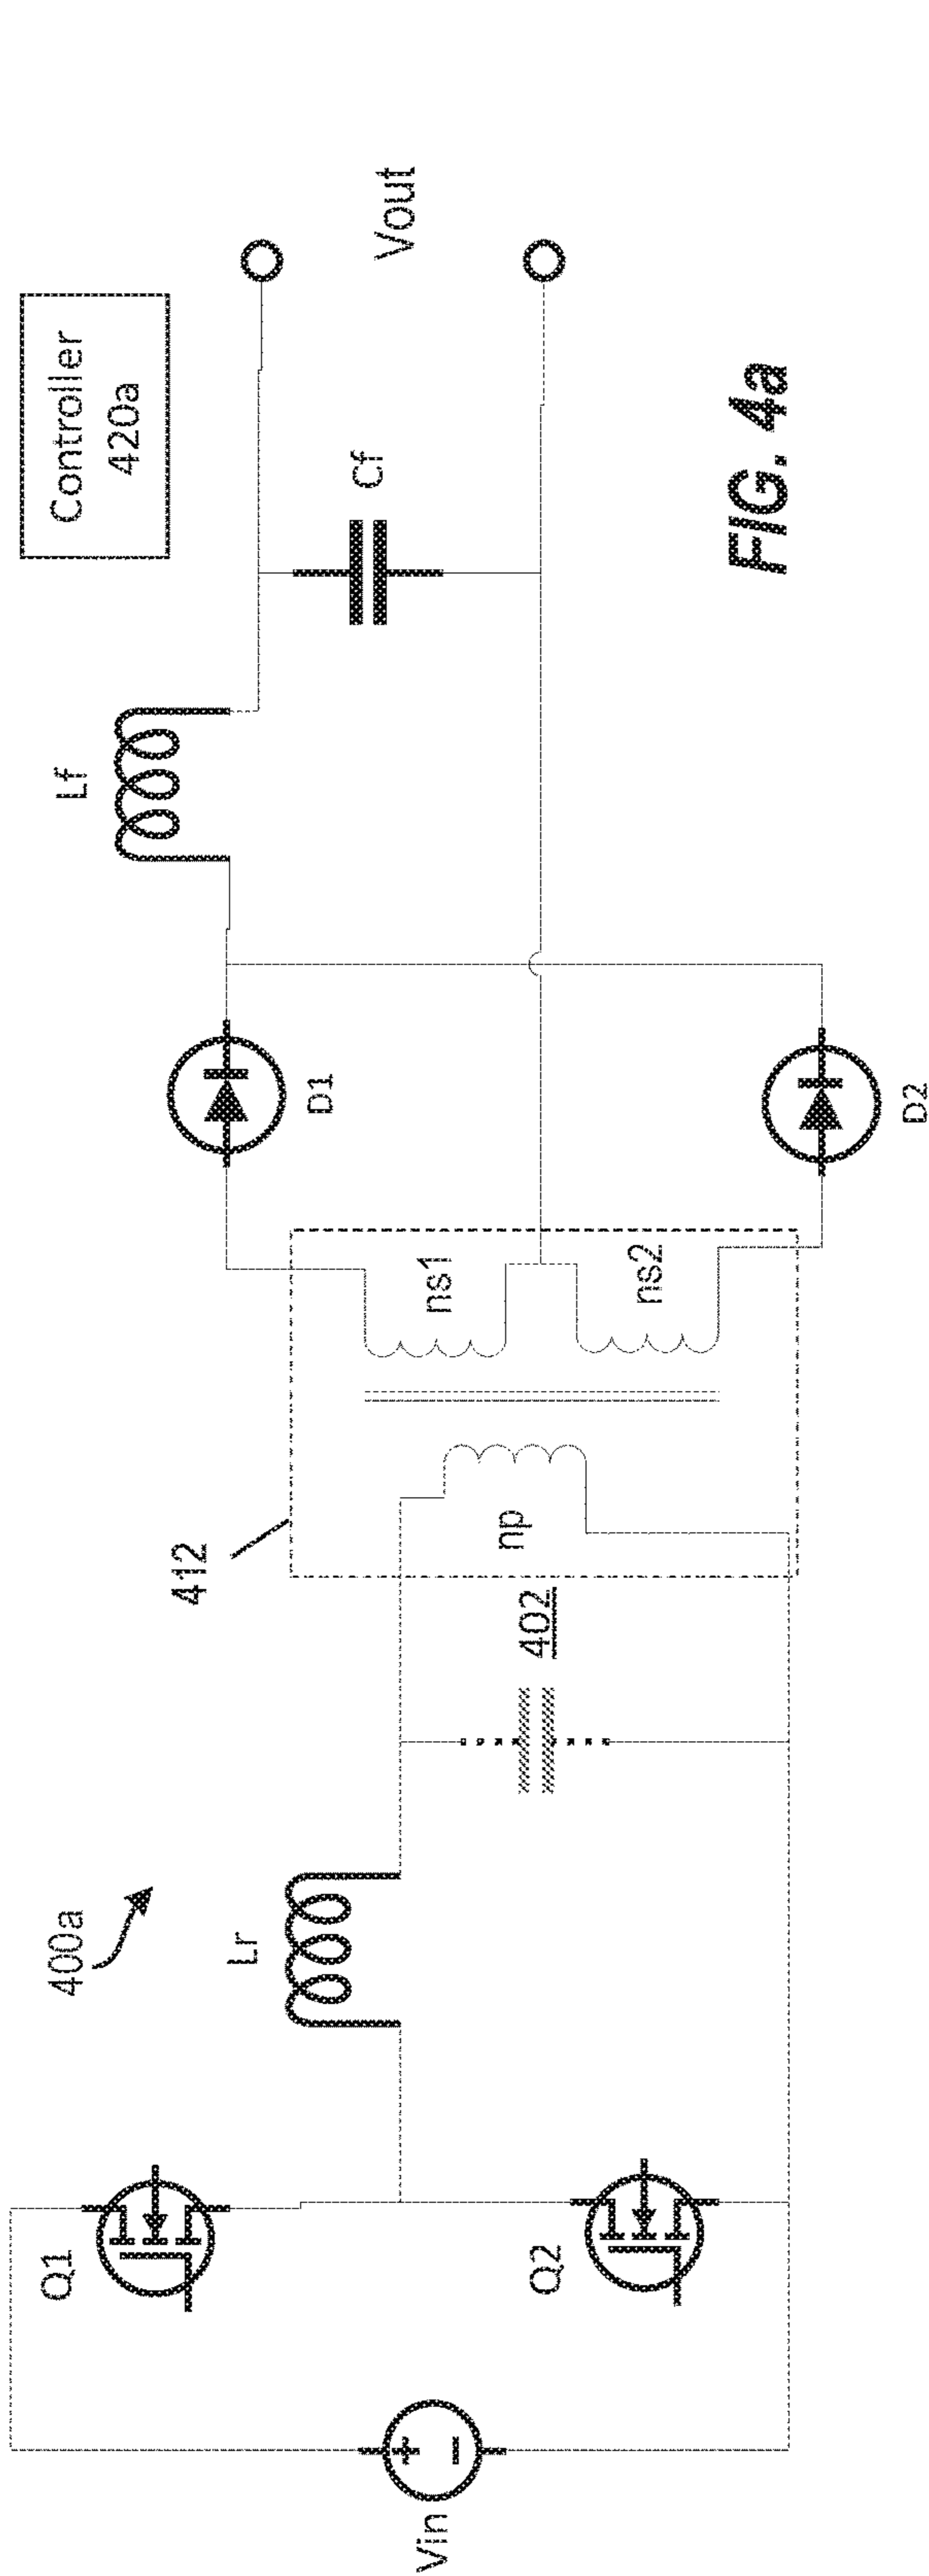 Controller
420a
Vout
Lf
Cf
D1
D2
412
ns1
ns2
np
402
400a
Lr
Q1
Q2
Vin
+
−
FIG. 4a